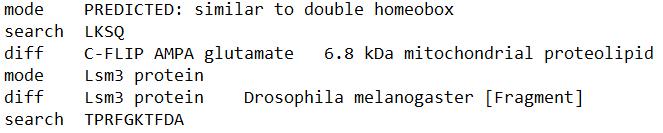 mode    PREDICTED: similar to double homeobox
search  LKSQ
diff    C-FLIP AMPA glutamate   6.8 kDa mitochondrial proteolipid
mode    Lsm3 protein
diff    Lsm3 protein    Drosophila melanogaster [Fragment]
search  TPRFGKTFDA